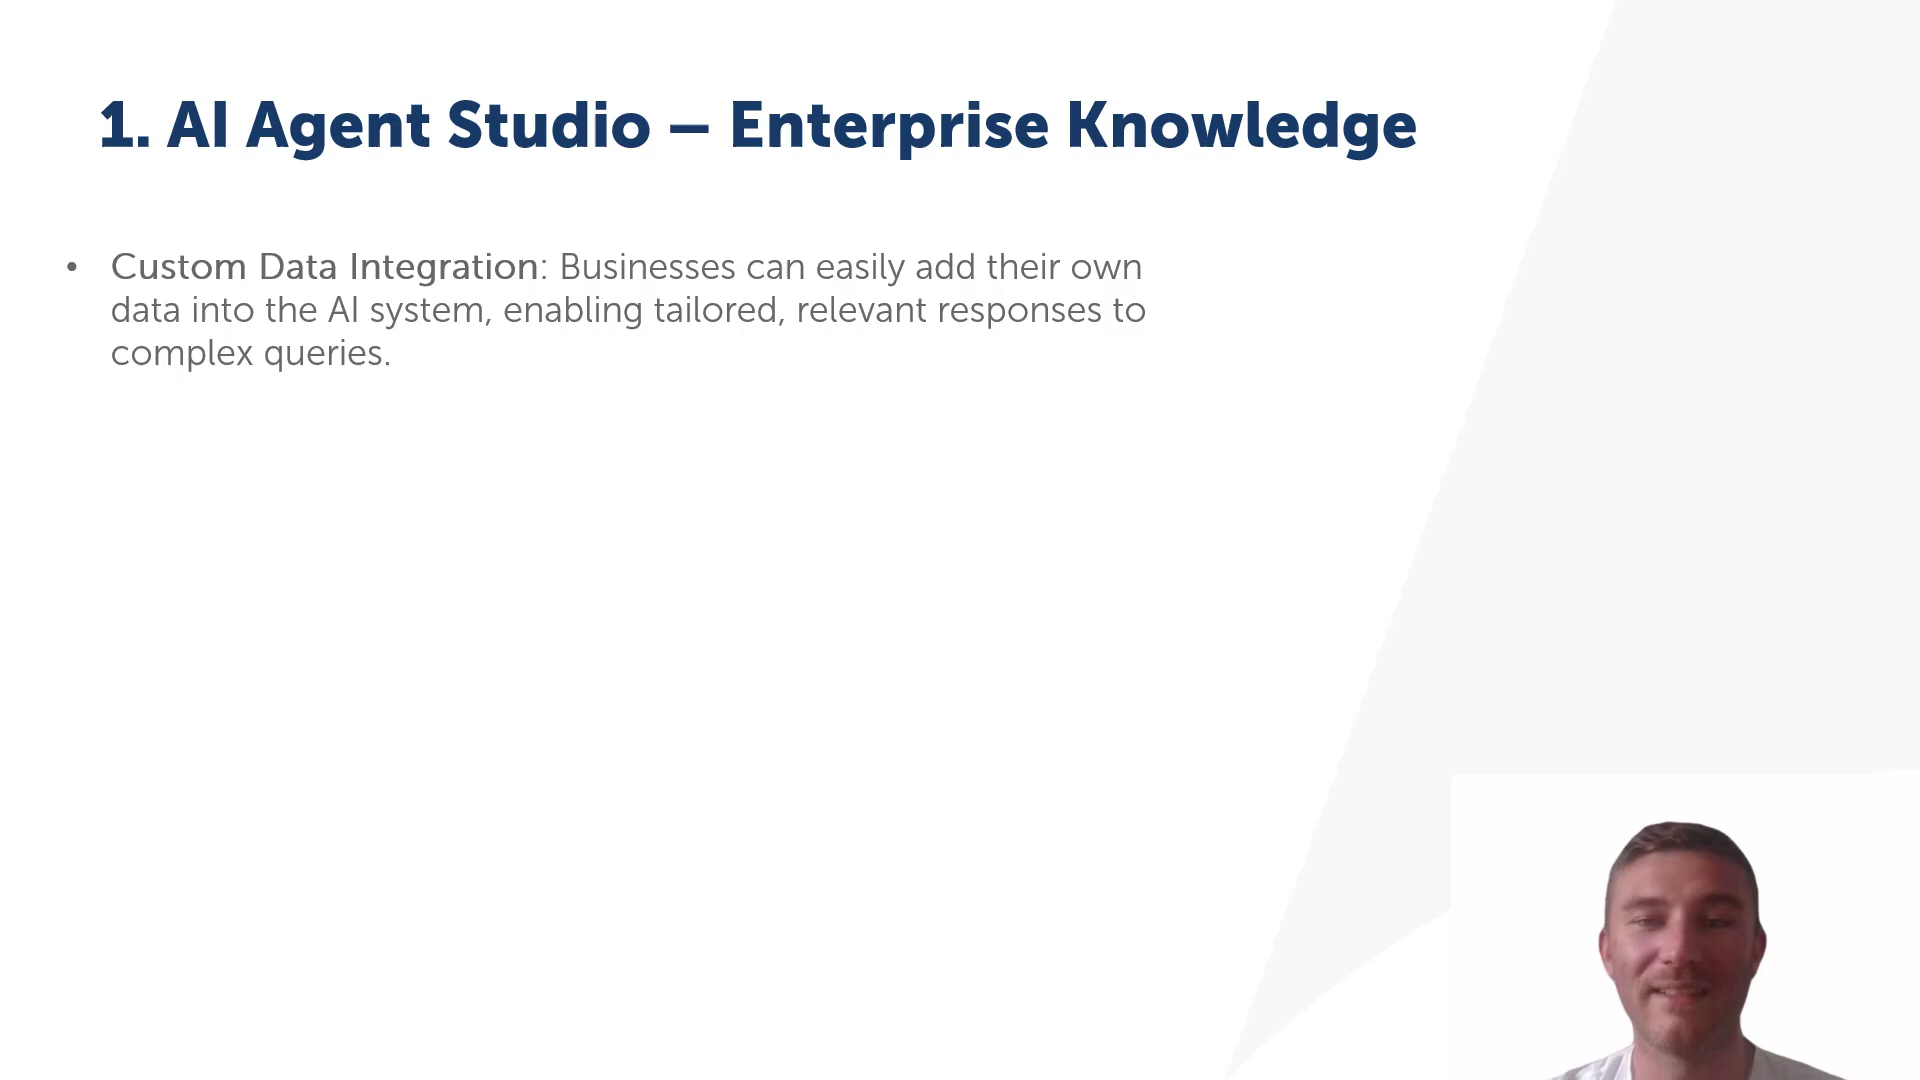 1. AI Agent Studio – Enterprise Knowledge
• Custom Data Integration: Businesses can easily add their own
data into the AI system, enabling tailored, relevant responses to
complex queries.